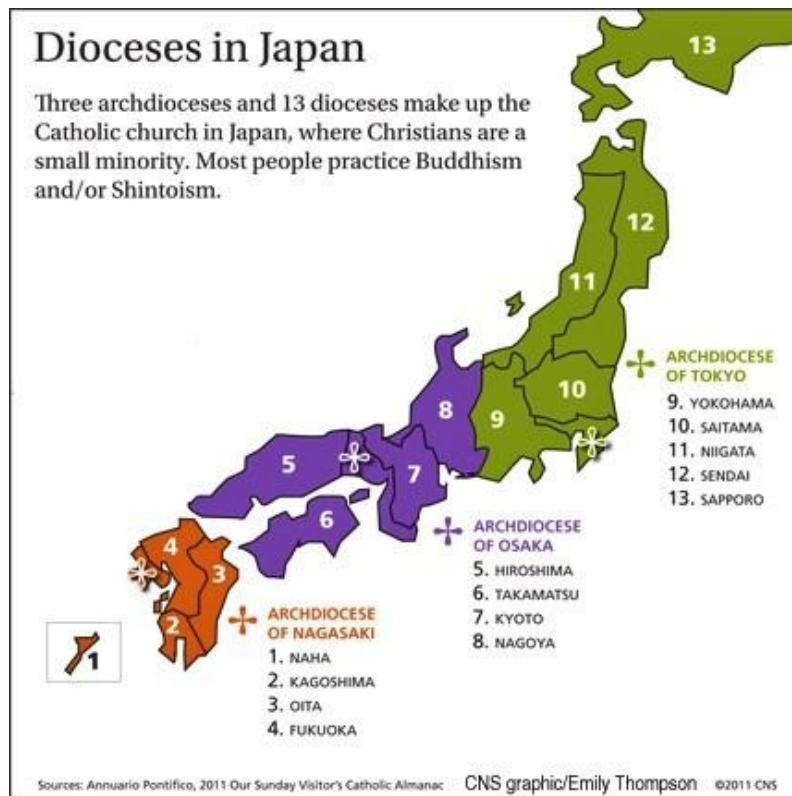 Dioceses in Japan
Three archdioceses and 13 dioceses make up the
Catholic church in Japan, where Christians are a
small minority. Most people practice Buddhism
and/or Shintoism.
13
12
11
10
9
8
7
5
6
4
3
2
1
ARCHDIOCESE
OF TOKYO
9. YOKOHAMA
10. SAITAMA
11. NIIGATA
12. SENDAI
13. SAPPORO
ARCHDIOCESE
OF OSAKA
5. HIROSHIMA
6. TAKAMATSU
7. KYOTO
8. NAGOYA
ARCHDIOCESE
OF NAGASAKI
1. NAHA
2. KAGOSHIMA
3. OITA
4. FUKUOKA
Sources: Annuario Pontifico, 2011 Our Sunday Visitor's Catholic Almanac CNS graphic/Emily Thompson ©2011 CNS